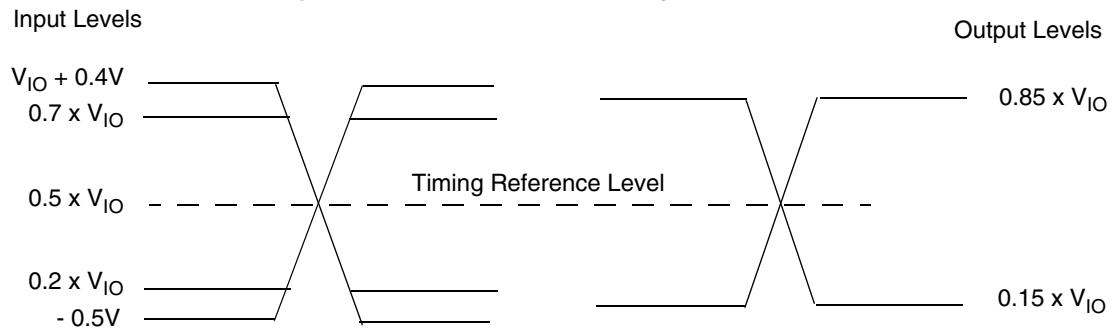 Input Levels
Output Levels
V_IO + 0.4V
0.7 x V_IO
0.85 x V_IO
Timing Reference Level
0.5 x V_IO
0.2 x V_IO
- 0.5V
0.15 x V_IO